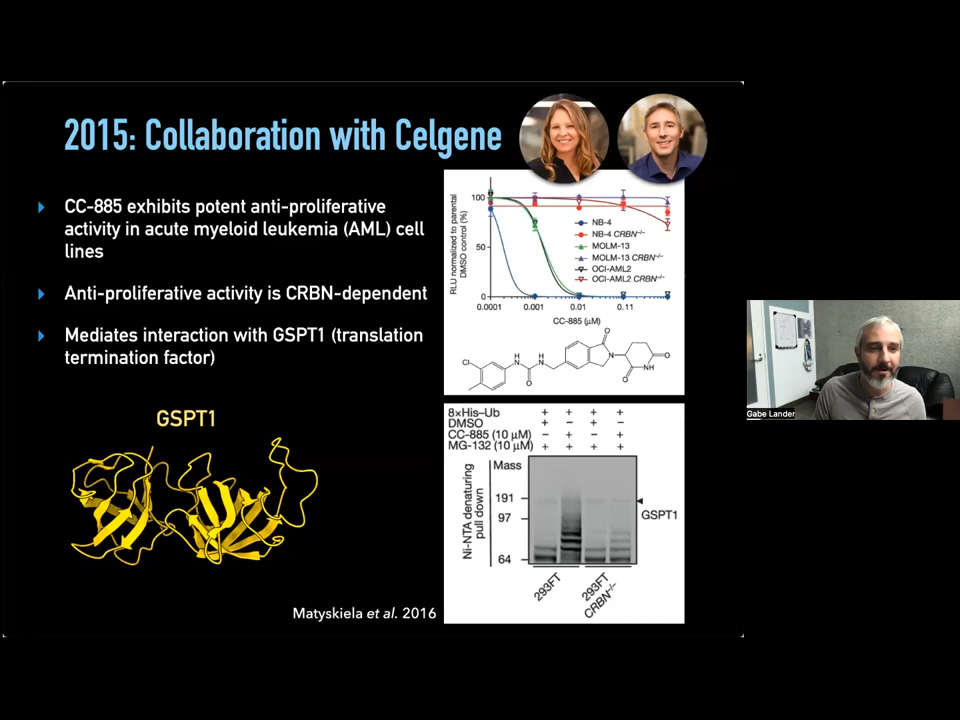 2015: Collaboration with Celgene
CC-885 exhibits potent anti-proliferative
activity in acute myeloid leukemia (AML) cell
lines
Anti-proliferative activity is CRBN-dependent
Mediates interaction with GSPT1 (translation
termination factor)
GSPT1
Matyskiela et al. 2016
RLU normalized to parental
DMSO control (%)
100
50
0
0.0001
0.001
0.01
0.11
CC-885 (μM)
NB-4
NB-4 CRBN–/–
MOLM-13
MOLM-13 CRBN–/–
OCI-AML2
OCI-AML2 CRBN–/–
Cl
H
N
O
H
N
O
N
O
NH
O
8×His–Ub + + + +
DMSO + – + –
CC-885 (10 μM) – + – +
MG-132 (10 μM) + + + +
Ni-NTA denaturing
pull down
Mass
191
97
64
GSPT1
293FT
293FT
CRBN–/–
Gabe Lander